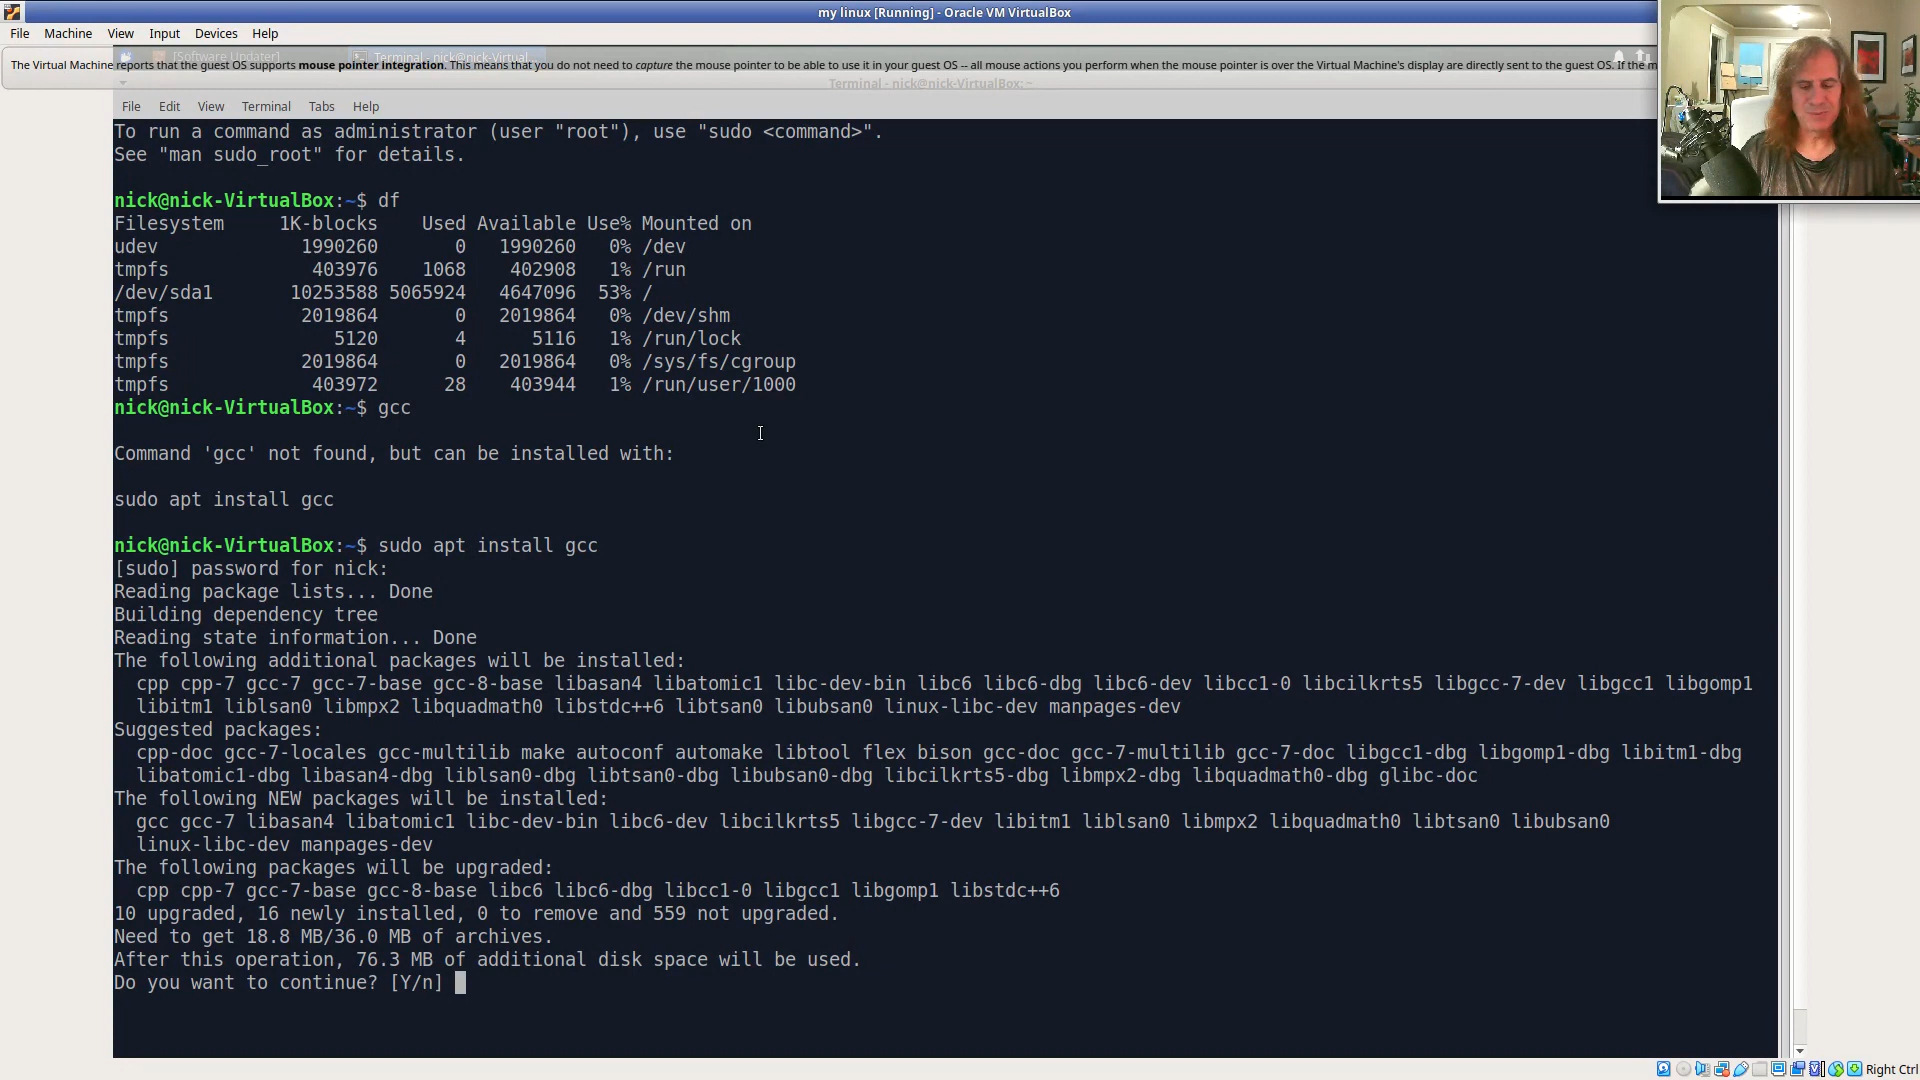 my linux [Running] - Oracle VM VirtualBox
File Machine View Input Devices Help
[Software Updater] Terminal - nick@nick-Virtual...
The Virtual Machine reports that the guest OS supports mouse pointer integration. This means that you do not need to capture the mouse pointer to be able to use it in your guest OS -- all mouse actions you perform when the mouse pointer is over the Virtual Machine's display are directly sent to the guest OS. If the m
Terminal - nick@nick-VirtualBox: ~
File Edit View Terminal Tabs Help
To run a command as administrator (user "root"), use "sudo <command>".
See "man sudo_root" for details.
nick@nick-VirtualBox:~$ df
Filesystem 1K-blocks Used Available Use% Mounted on
udev 1990260 0 1990260 0% /dev
tmpfs 403976 1068 402908 1% /run
/dev/sda1 10253588 5065924 4647096 53% /
tmpfs 2019864 0 2019864 0% /dev/shm
tmpfs 5120 4 5116 1% /run/lock
tmpfs 2019864 0 2019864 0% /sys/fs/cgroup
tmpfs 403972 28 403944 1% /run/user/1000
nick@nick-VirtualBox:~$ gcc
Command 'gcc' not found, but can be installed with:
sudo apt install gcc
nick@nick-VirtualBox:~$ sudo apt install gcc
[sudo] password for nick:
Reading package lists... Done
Building dependency tree
Reading state information... Done
The following additional packages will be installed:
cpp cpp-7 gcc-7 gcc-7-base gcc-8-base libasan4 libatomic1 libc-dev-bin libc6 libc6-dbg libc6-dev libcc1-0 libcilkrts5 libgcc-7-dev libgcc1 libgomp1
libitm1 liblsan0 libmpx2 libquadmath0 libstdc++6 libtsan0 libubsan0 linux-libc-dev manpages-dev
Suggested packages:
cpp-doc gcc-7-locales gcc-multilib make autoconf automake libtool flex bison gcc-doc gcc-7-multilib gcc-7-doc libgcc1-dbg libgomp1-dbg libitm1-dbg
libatomic1-dbg libasan4-dbg liblsan0-dbg libtsan0-dbg libubsan0-dbg libcilkrts5-dbg libmpx2-dbg libquadmath0-dbg glibc-doc
The following NEW packages will be installed:
gcc gcc-7 libasan4 libatomic1 libc-dev-bin libc6-dev libcilkrts5 libgcc-7-dev libitm1 liblsan0 libmpx2 libquadmath0 libtsan0 libubsan0
linux-libc-dev manpages-dev
The following packages will be upgraded:
cpp cpp-7 gcc-7-base gcc-8-base libc6 libc6-dbg libcc1-0 libgcc1 libgomp1 libstdc++6
10 upgraded, 16 newly installed, 0 to remove and 559 not upgraded.
Need to get 18.8 MB/36.0 MB of archives.
After this operation, 76.3 MB of additional disk space will be used.
Do you want to continue? [Y/n]
Right Ctrl